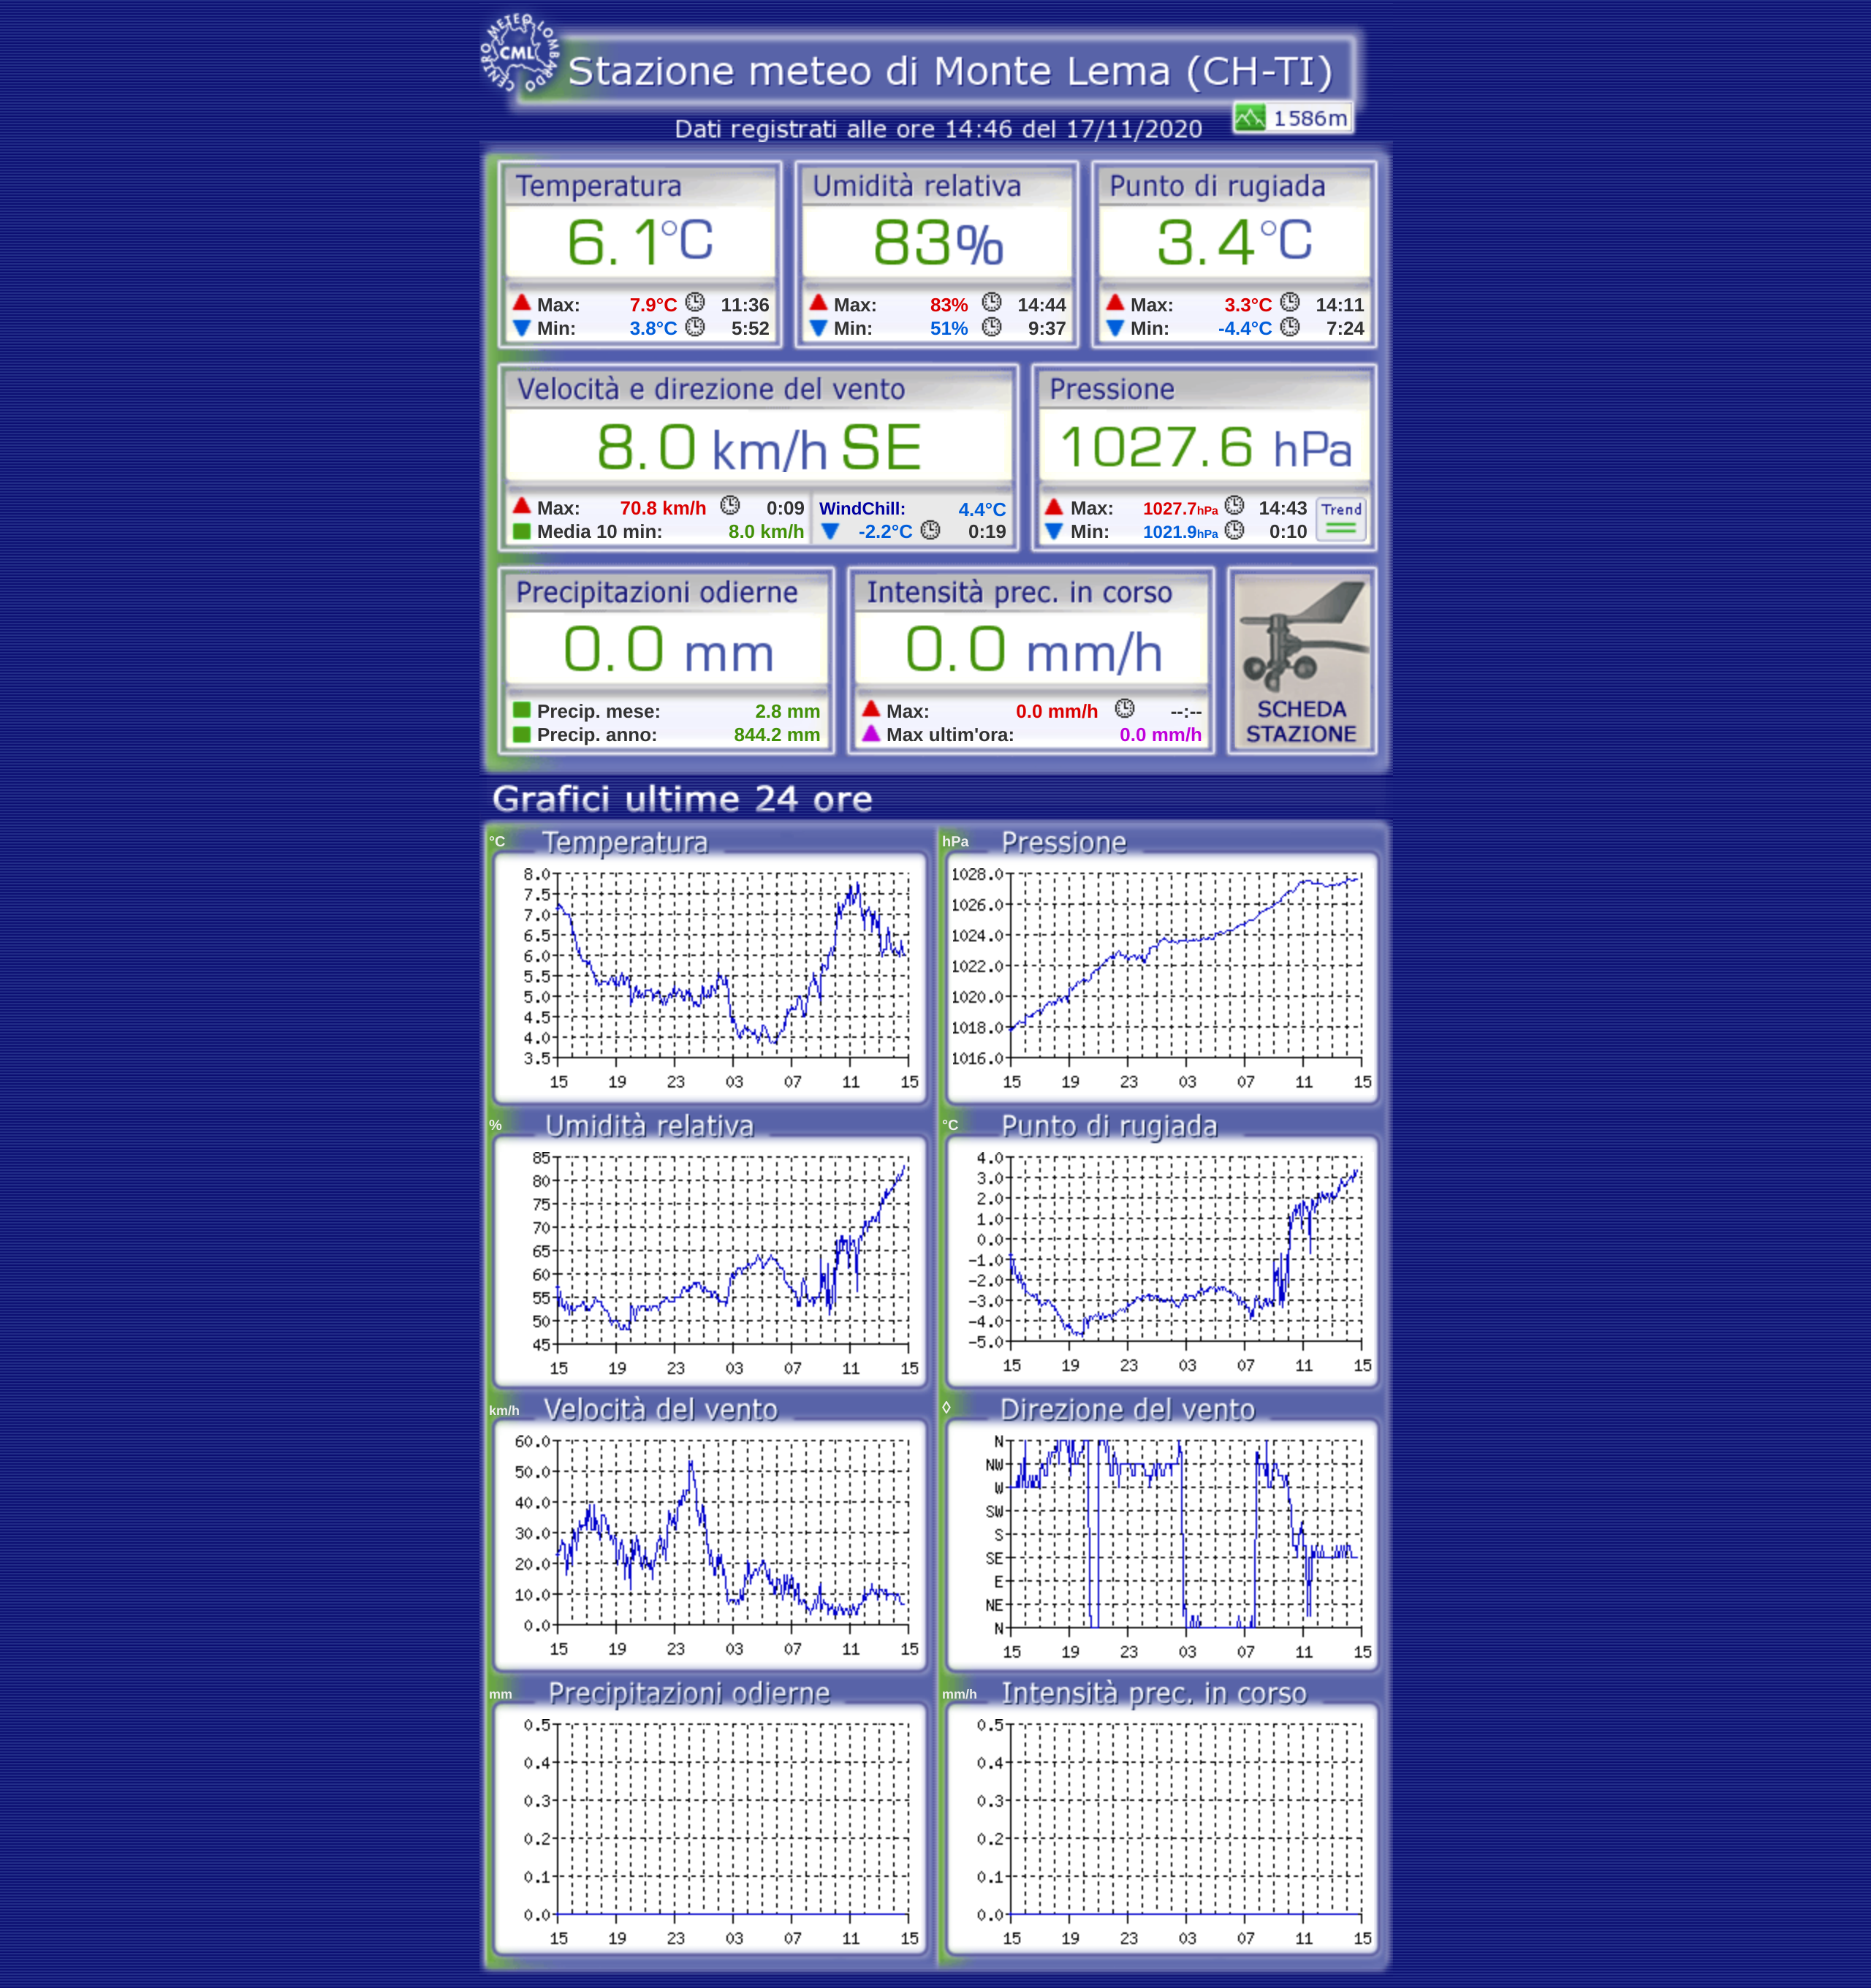 CENTRO METEO LOMBARDO
CML
Stazione meteo di Monte Lema (CH-TI)
1586m
Dati registrati alle ore 14:46 del 17/11/2020
Temperatura
6.1°C
Max: 7.9°C 11:36
Min: 3.8°C 5:52
Umidità relativa
83%
Max: 83% 14:44
Min: 51% 9:37
Punto di rugiada
3.4°C
Max: 3.3°C 14:11
Min: -4.4°C 7:24
Velocità e direzione del vento
8.0 km/h SE
Max: 70.8 km/h 0:09
Media 10 min: 8.0 km/h
WindChill: 4.4°C
-2.2°C 0:19
Pressione
1027.6 hPa
Max: 1027.7hPa 14:43
Min: 1021.9hPa 0:10
Trend
Precipitazioni odierne
0.0 mm
Precip. mese: 2.8 mm
Precip. anno: 844.2 mm
Intensità prec. in corso
0.0 mm/h
Max: 0.0 mm/h --:--
Max ultim'ora: 0.0 mm/h
SCHEDA
STAZIONE
Grafici ultime 24 ore
°C Temperatura
8.0
7.5
7.0
6.5
6.0
5.5
5.0
4.5
4.0
3.5
15 19 23 03 07 11 15
hPa Pressione
1028.0
1026.0
1024.0
1022.0
1020.0
1018.0
1016.0
15 19 23 03 07 11 15
% Umidità relativa
85
80
75
70
65
60
55
50
45
15 19 23 03 07 11 15
°C Punto di rugiada
4.0
3.0
2.0
1.0
0.0
-1.0
-2.0
-3.0
-4.0
-5.0
15 19 23 03 07 11 15
km/h Velocità del vento
60.0
50.0
40.0
30.0
20.0
10.0
0.0
15 19 23 03 07 11 15
◊ Direzione del vento
N
NW
W
SW
S
SE
E
NE
N
15 19 23 03 07 11 15
mm Precipitazioni odierne
0.5
0.4
0.3
0.2
0.1
0.0
15 19 23 03 07 11 15
mm/h Intensità prec. in corso
0.5
0.4
0.3
0.2
0.1
0.0
15 19 23 03 07 11 15